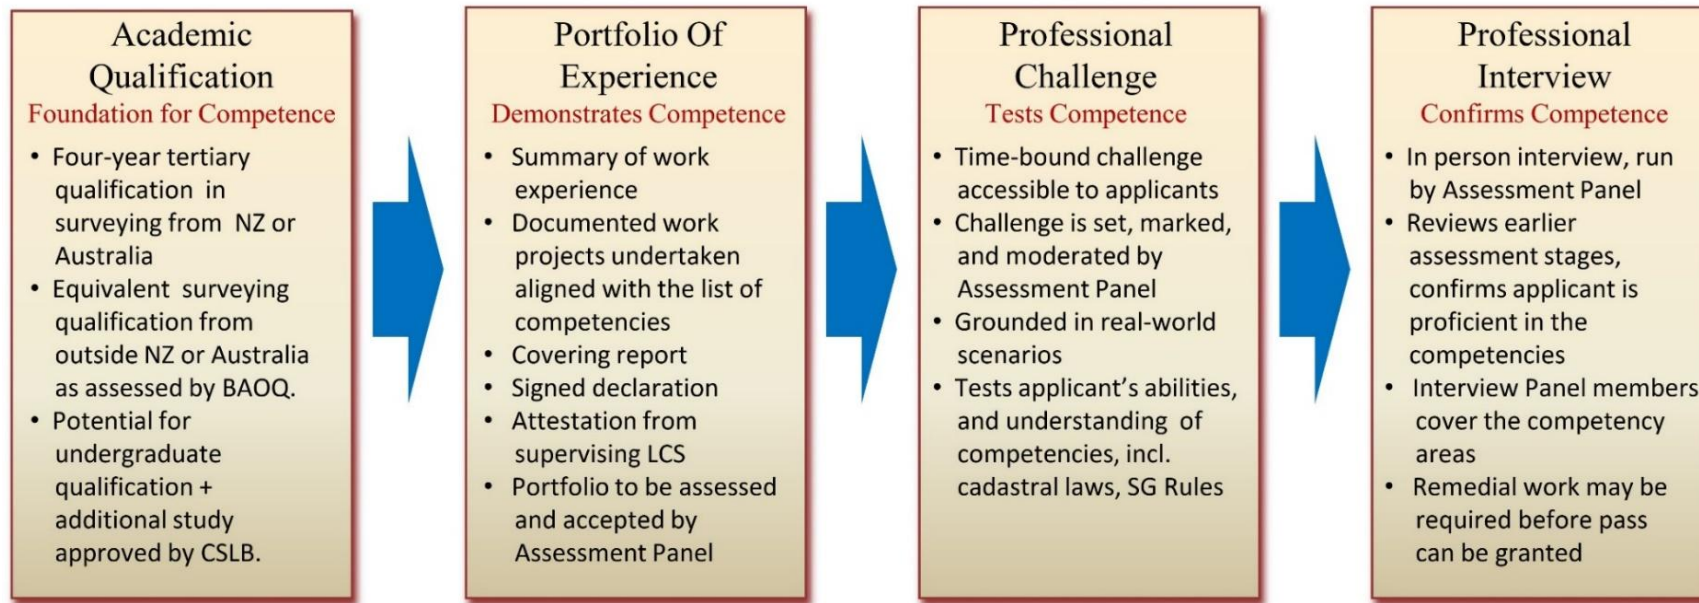 Academic
Qualification
Foundation for Competence
• Four-year tertiary
qualification in
surveying from NZ or
Australia
• Equivalent surveying
qualification from
outside NZ or Australia
as assessed by BAOQ.
• Potential for
undergraduate
qualification +
additional study
approved by CSLB.
Portfolio Of
Experience
Demonstrates Competence
• Summary of work
experience
• Documented work
projects undertaken
aligned with the list of
competencies
• Covering report
• Signed declaration
• Attestation from
supervising LCS
• Portfolio to be assessed
and accepted by
Assessment Panel
Professional
Challenge
Tests Competence
• Time-bound challenge
accessible to applicants
• Challenge is set, marked,
and moderated by
Assessment Panel
• Grounded in real-world
scenarios
• Tests applicant's abilities,
and understanding of
competencies, incl.
cadastral laws, SG Rules
Professional
Interview
Confirms Competence
• In person interview, run
by Assessment Panel
• Reviews earlier
assessment stages,
confirms applicant is
proficient in the
competencies
• Interview Panel members
cover the competency
areas
• Remedial work may be
required before pass
can be granted